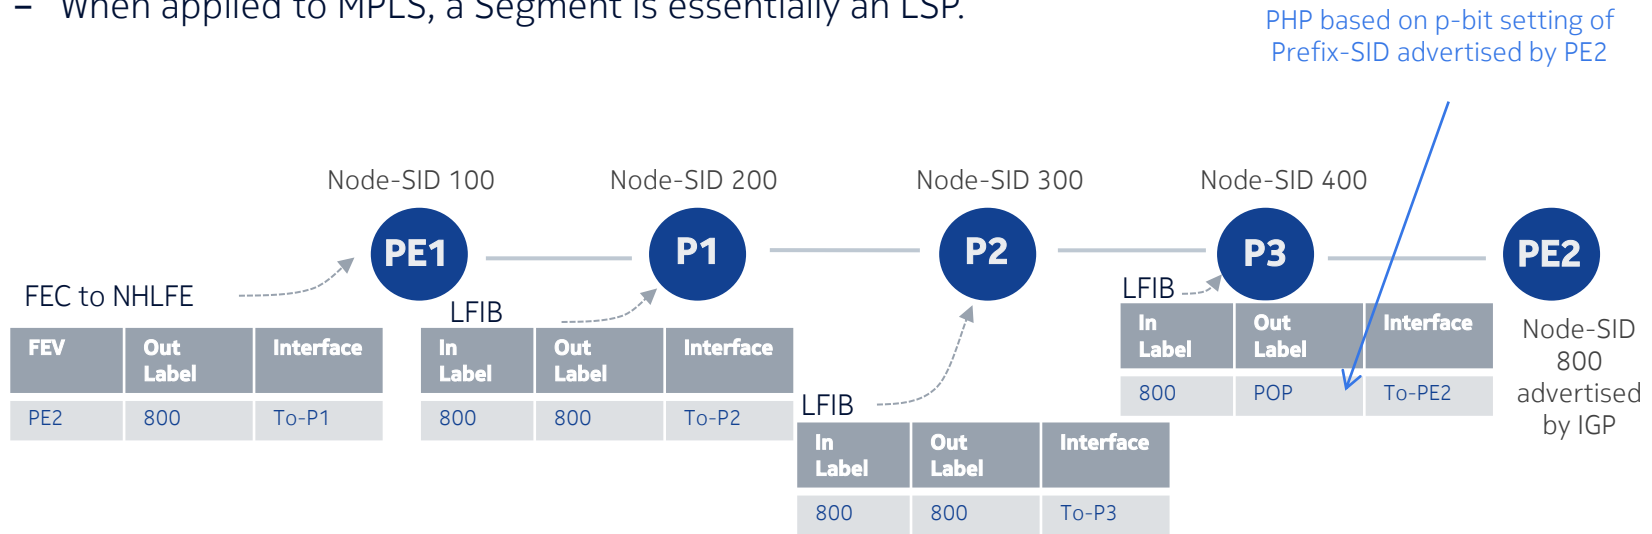 – When applied to MPLS, a Segment is essentially an LSP.
PHP based on p-bit setting of
Prefix-SID advertised by PE2
Node-SID 100
Node-SID 200
Node-SID 300
Node-SID 400
PE1
P1
P2
P3
PE2
FEC to NHLFE
FEV Out Label Interface
PE2 800 To-P1
LFIB
In Label Out Label Interface
800 800 To-P2
LFIB
In Label Out Label Interface
800 800 To-P3
LFIB
In Label Out Label Interface
800 POP To-PE2
Node-SID
800
advertised
by IGP